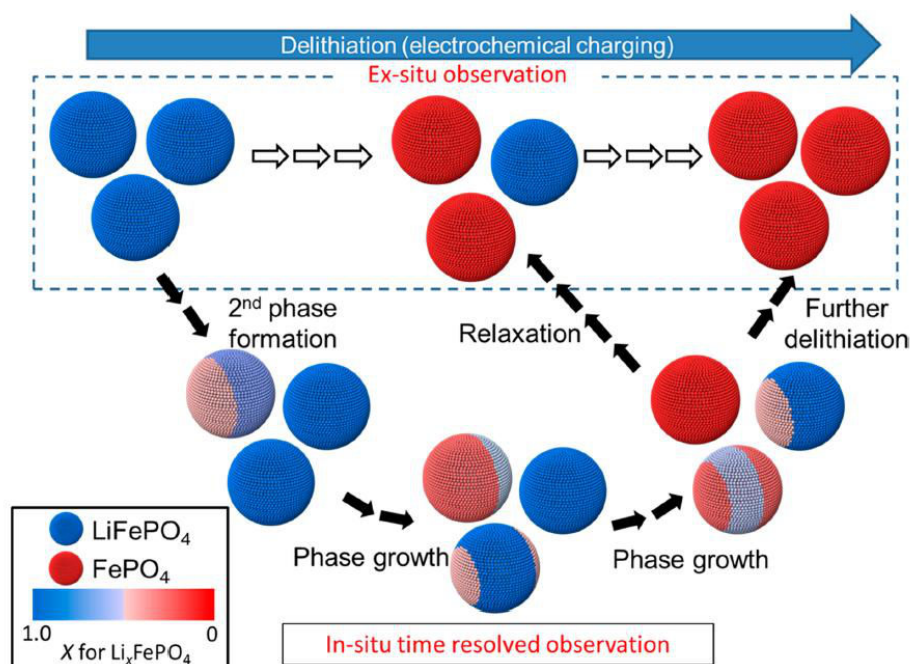 Delithiation (electrochemical charging)
Ex-situ observation
2nd phase
formation
Relaxation
Further
delithiation
Phase growth
Phase growth
LiFePO4
FePO4
1.0
0
X for LixFePO4
In-situ time resolved observation